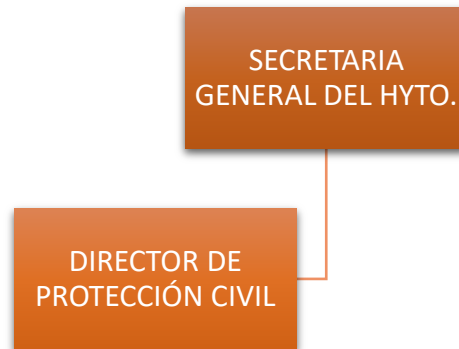 SECRETARIA
GENERAL DEL HYTO.
DIRECTOR DE
PROTECCIÓN CIVIL